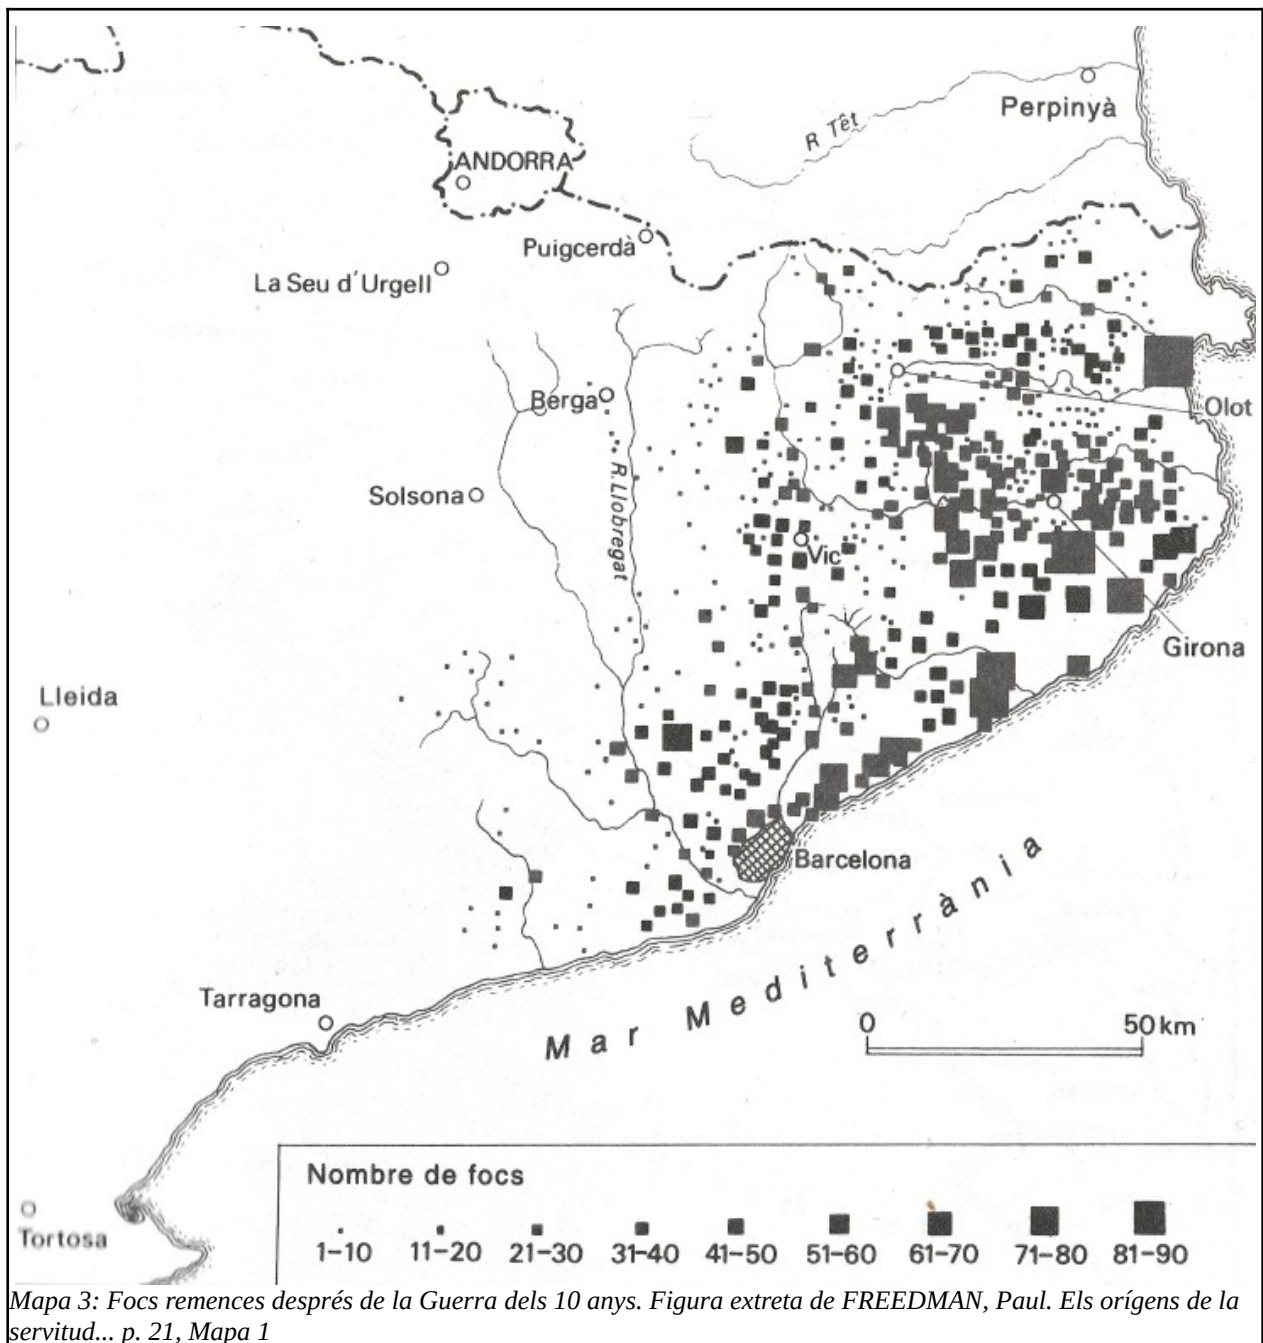 Perpinyà
R Têt
ANDORRA
Puigcerdà
La Seu d'Urgell
Berga
Olot
R. Llobregat
Solsona
Vic
Girona
Lleida
Barcelona
Mar Mediterrània
Tarragona
0 50 km
Nombre de focs
Tortosa
1–10 11–20 21–30 31–40 41–50 51–60 61–70 71–80 81–90
Mapa 3: Focs remences després de la Guerra dels 10 anys. Figura extreta de FREEDMAN, Paul. Els orígens de la
servitud... p. 21, Mapa 1